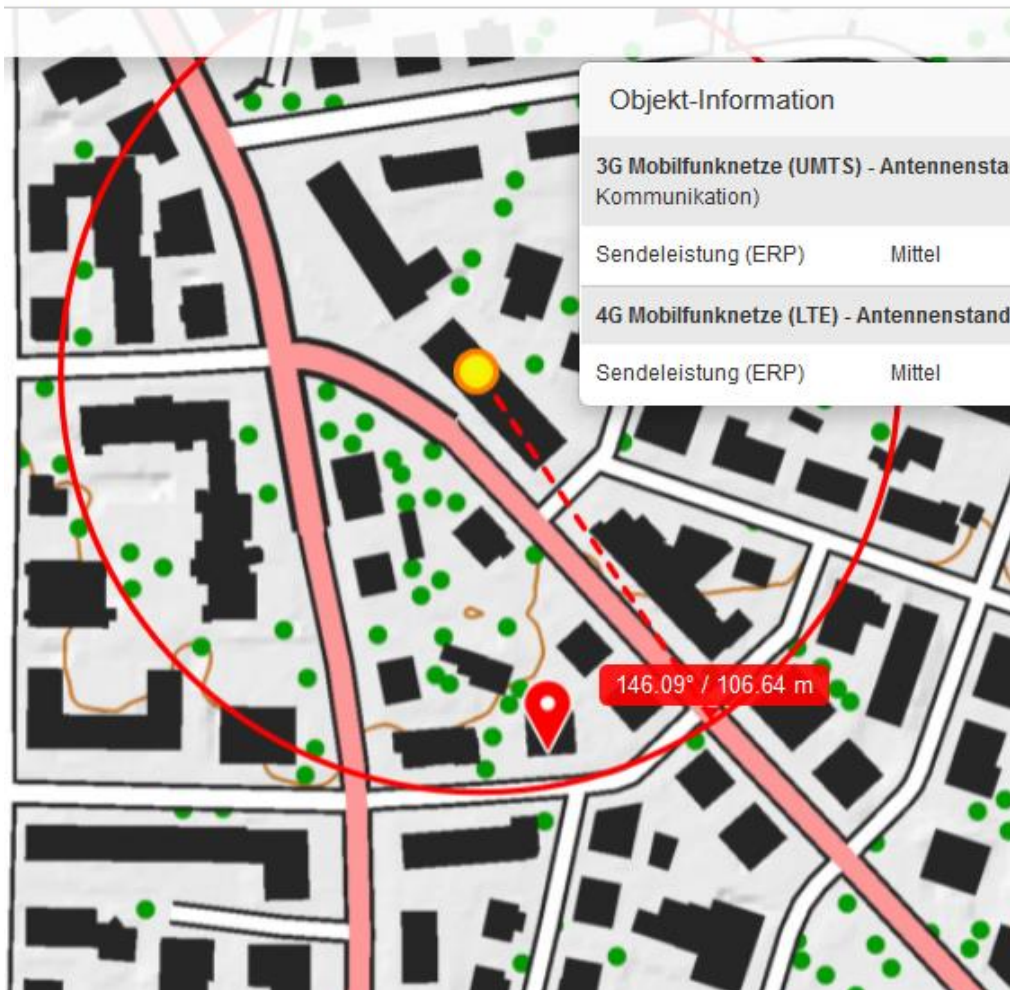 Objekt-Information
3G Mobilfunknetze (UMTS) - Antennensta
Kommunikation)
Sendeleistung (ERP) Mittel
4G Mobilfunknetze (LTE) - Antennenstand
Sendeleistung (ERP) Mittel
146.09° / 106.64 m